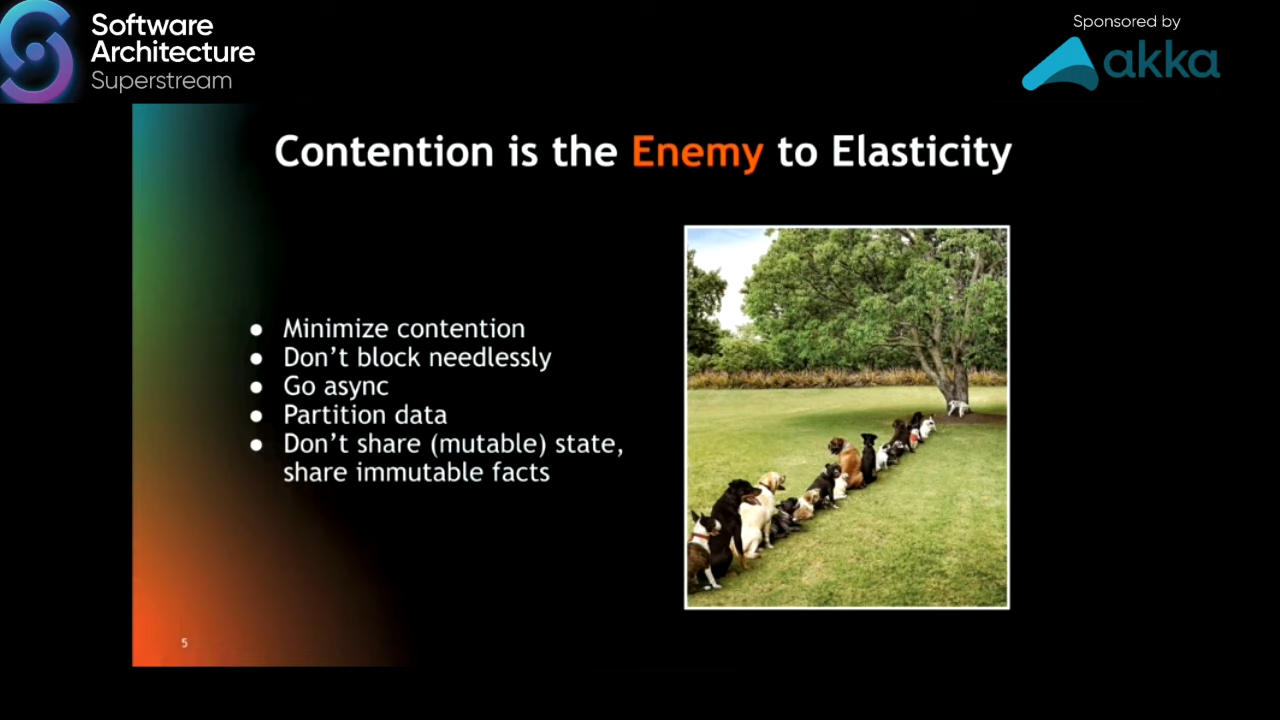 Software
Architecture
Superstream
Sponsored by
akka
Contention is the Enemy to Elasticity
● Minimize contention
● Don't block needlessly
● Go async
● Partition data
● Don't share (mutable) state,
share immutable facts
5